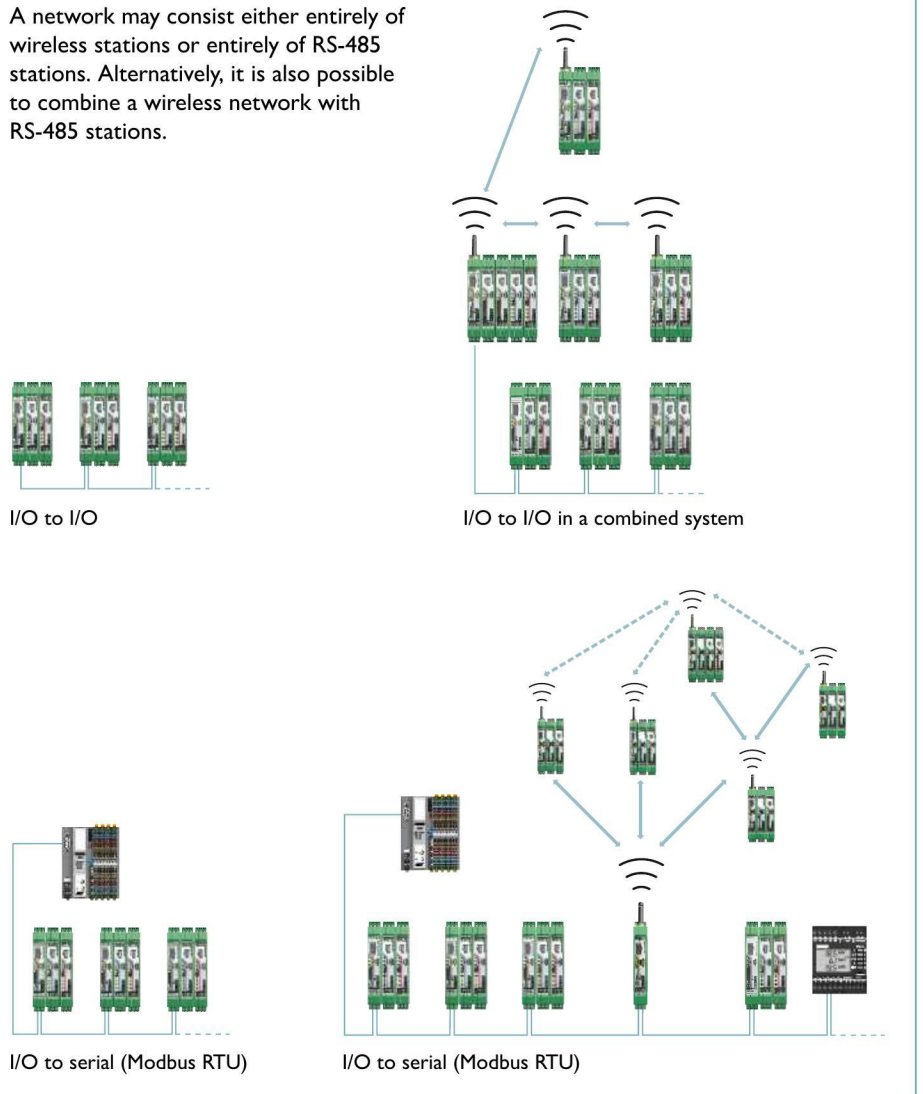 A network may consist either entirely of
wireless stations or entirely of RS-485
stations. Alternatively, it is also possible
to combine a wireless network with
RS-485 stations.
I/O to I/O
I/O to I/O in a combined system
I/O to serial (Modbus RTU)
I/O to serial (Modbus RTU)